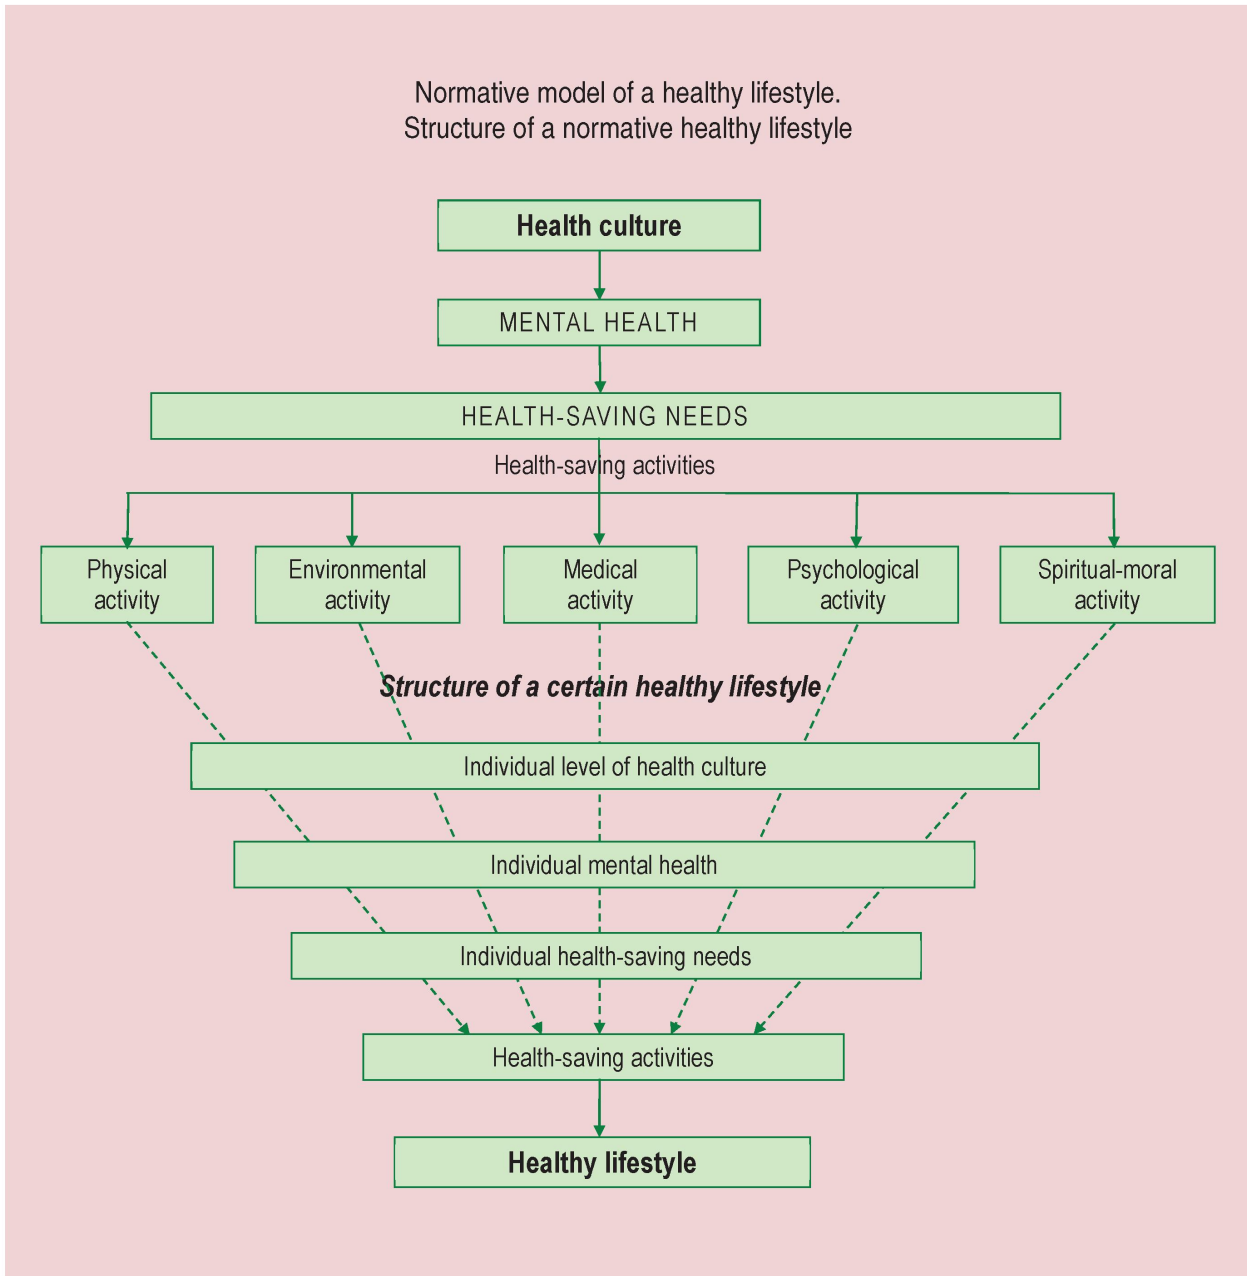 Normative model of a healthy lifestyle.
Structure of a normative healthy lifestyle
Health culture
MENTAL HEALTH
HEALTH-SAVING NEEDS
Health-saving activities
Physical
activity
Environmental
activity
Medical
activity
Psychological
activity
Spiritual-moral
activity
Structure of a certain healthy lifestyle
Individual level of health culture
Individual mental health
Individual health-saving needs
Health-saving activities
Healthy lifestyle